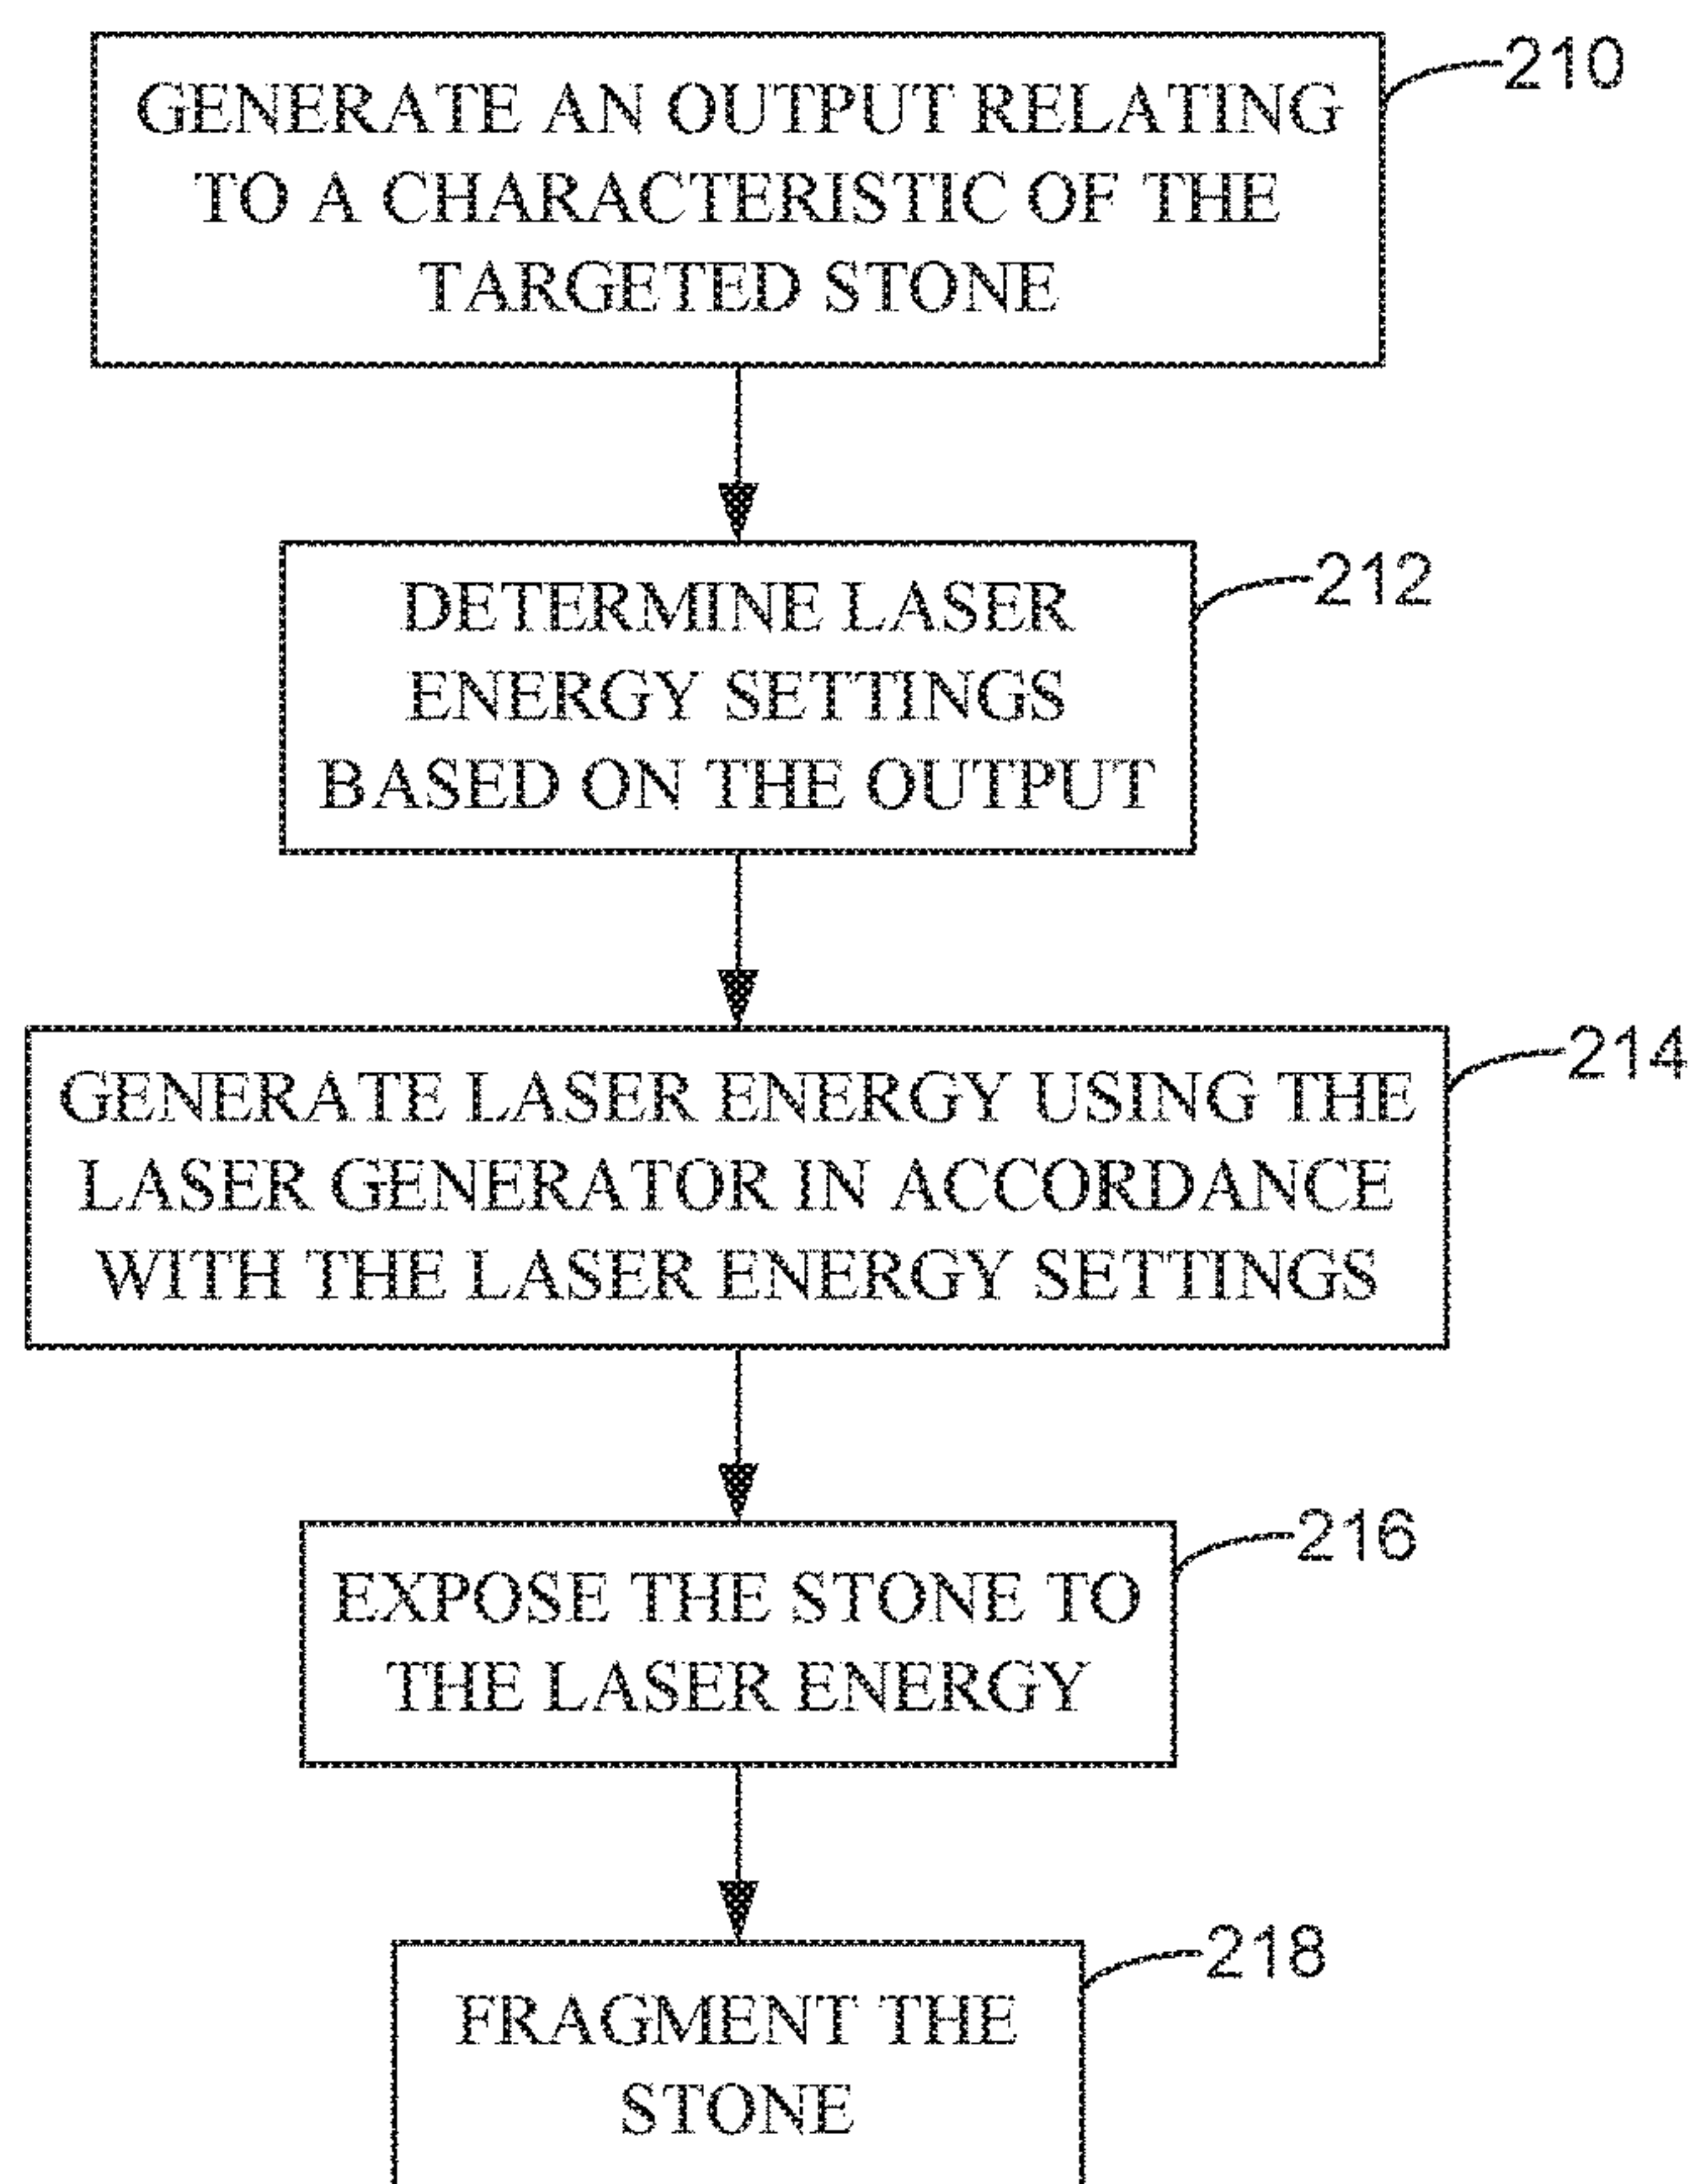 GENERATE AN OUTPUT RELATING
TO A CHARACTERISTIC OF THE
TARGETED STONE
210
DETERMINE LASER
ENERGY SETTINGS
BASED ON THE OUTPUT
212
GENERATE LASER ENERGY USING THE
LASER GENERATOR IN ACCORDANCE
WITH THE LASER ENERGY SETTINGS
214
EXPOSE THE STONE TO
THE LASER ENERGY
216
FRAGMENT THE
STONE
218